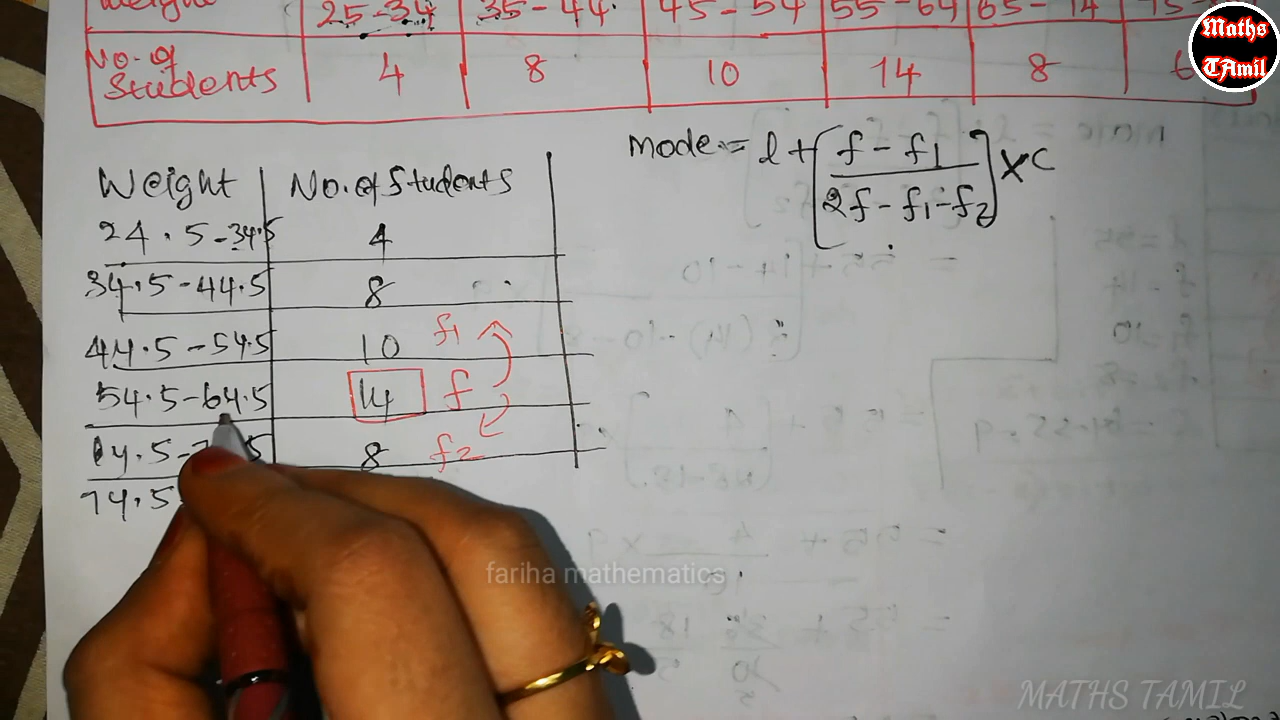 Weight 25-34 35-44 45-54 55-64 65-74
No. of Students 4 8 10 14 8
Maths TAmil
mode = l + [f - f1 / 2f - f1 - f2] × C
Weight No. of Students
24.5-34.5 4
34.5-44.5 8
44.5-54.5 10 f1
54.5-64.5 14 f
8 f2
74.5
fariha mathematics
MATHS TAMIL